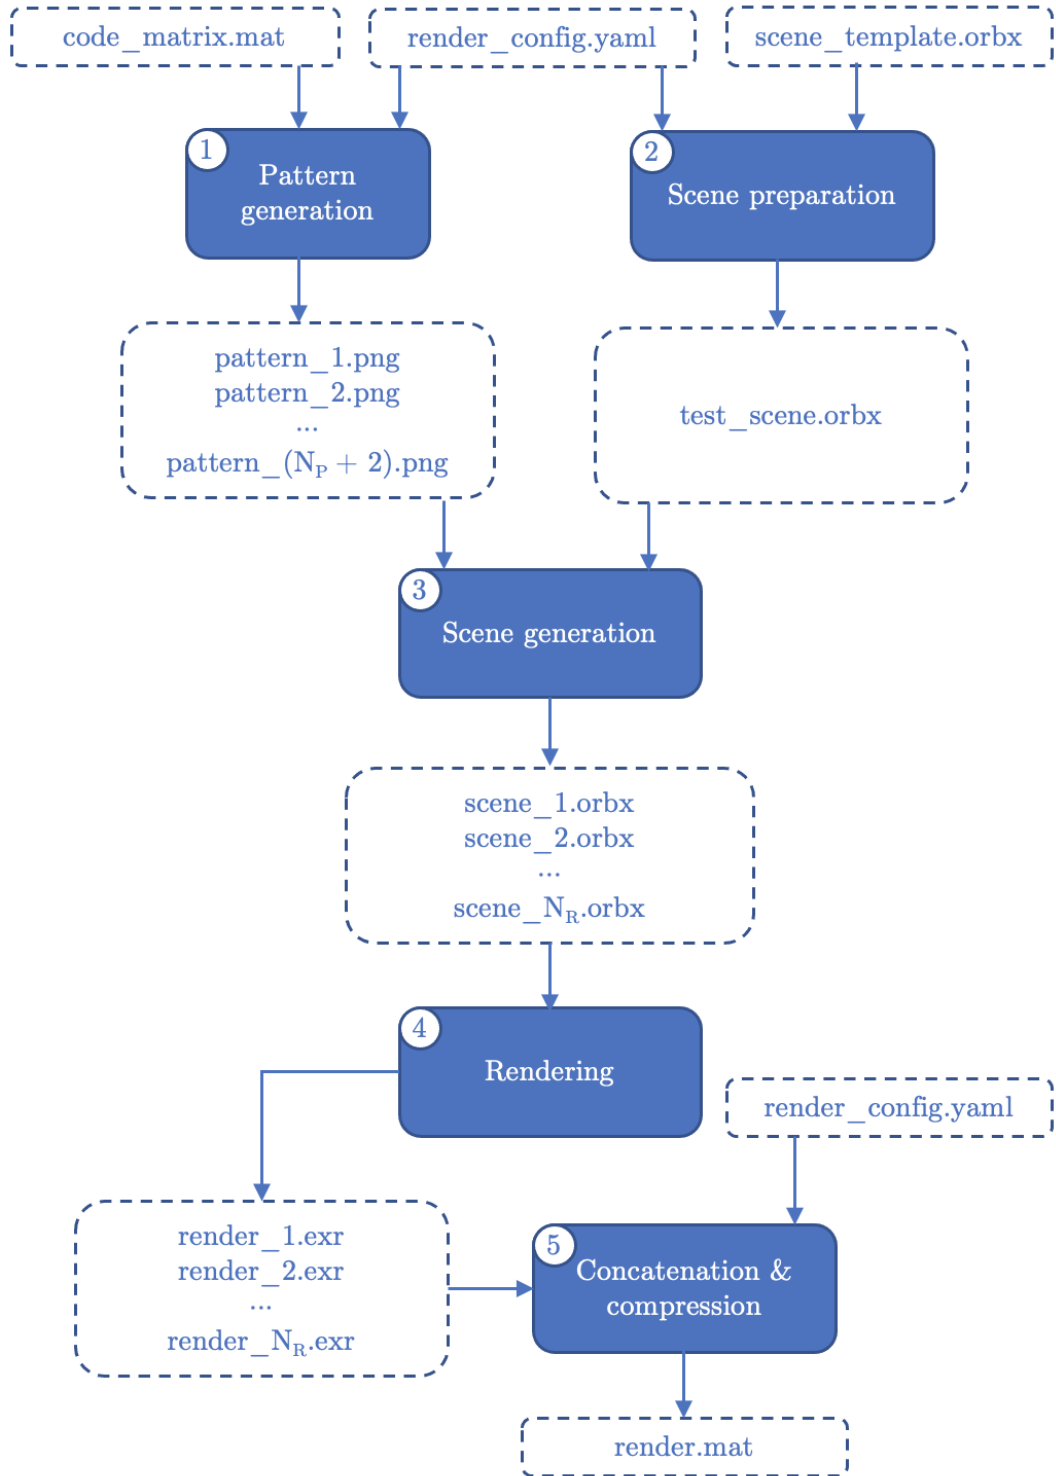 code_matrix.mat
render_config.yaml
scene_template.orbx
1
Pattern
generation
2
Scene preparation
pattern_1.png
pattern_2.png
...
pattern_(N_P + 2).png
test_scene.orbx
3
Scene generation
scene_1.orbx
scene_2.orbx
...
scene_N_R.orbx
4
Rendering
render_config.yaml
render_1.exr
render_2.exr
...
render_N_R.exr
5
Concatenation &
compression
render.mat